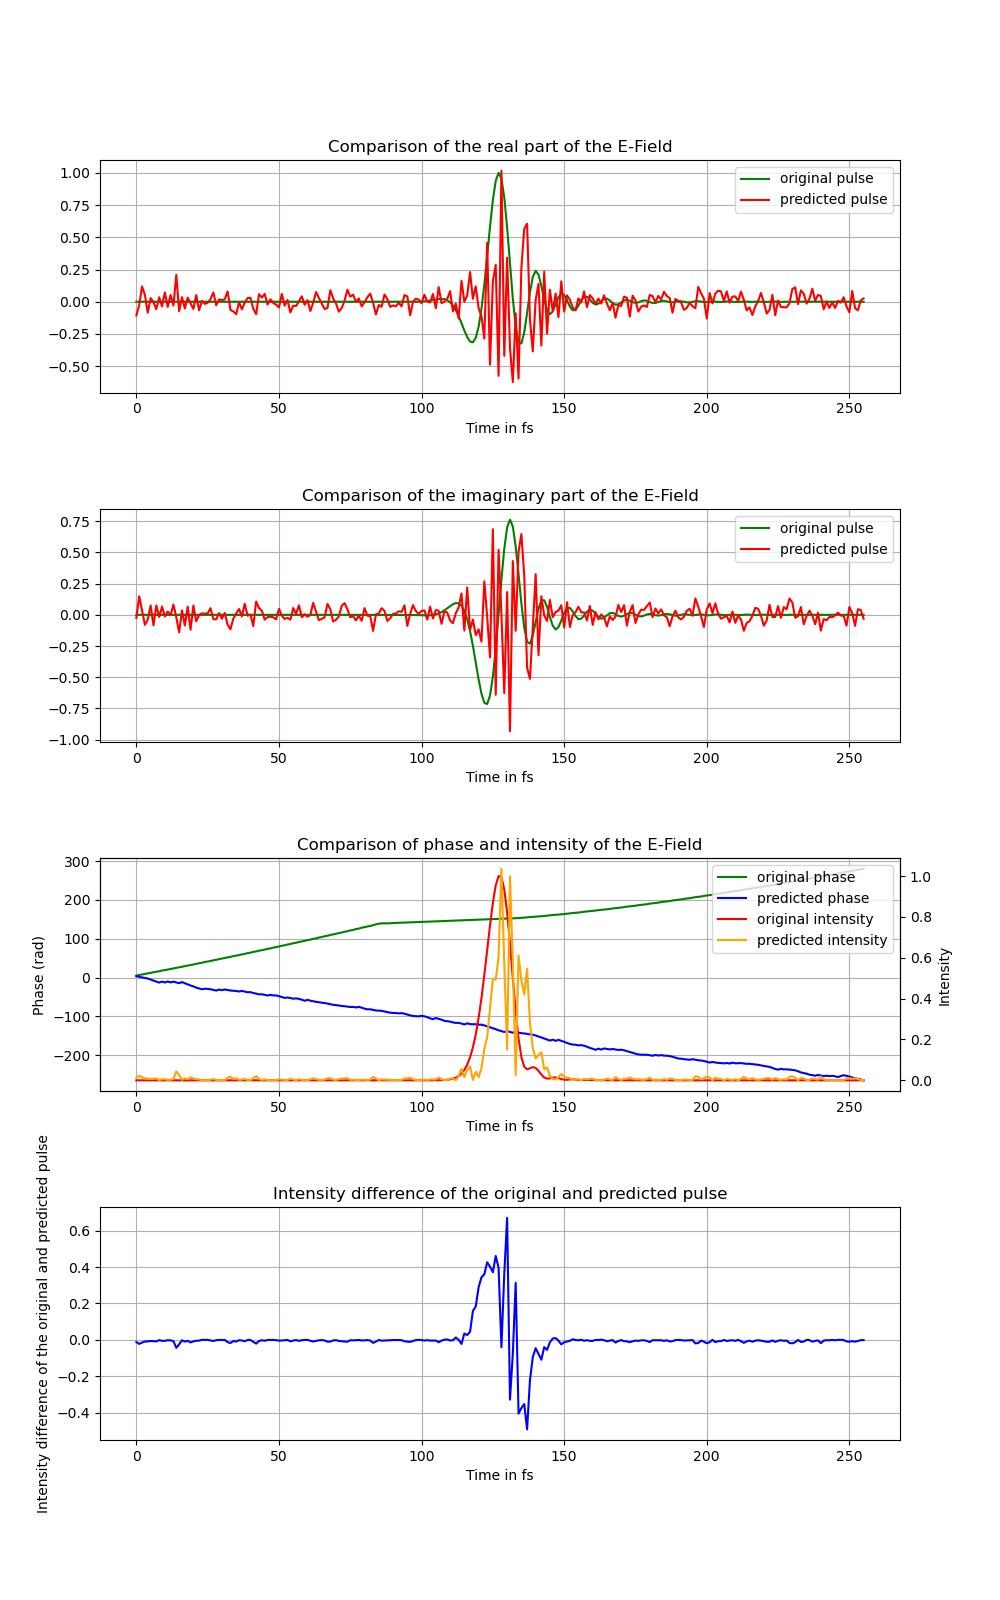 Comparison of the real part of the E-Field
1.00
0.75
0.50
0.25
0.00
−0.25
−0.50
original pulse
predicted pulse
0 50 100 150 200 250
Time in fs
Comparison of the imaginary part of the E-Field
0.75
0.50
0.25
0.00
−0.25
−0.50
−0.75
−1.00
original pulse
predicted pulse
0 50 100 150 200 250
Time in fs
Comparison of phase and intensity of the E-Field
Phase (rad)
300
200
100
0
−100
−200
original phase
predicted phase
original intensity
predicted intensity
1.0
0.8
0.6
0.4
0.2
0.0
Intensity
0 50 100 150 200 250
Time in fs
Intensity difference of the original and predicted pulse
Intensity difference of the original and predicted pulse
0.6
0.4
0.2
0.0
−0.2
−0.4
0 50 100 150 200 250
Time in fs